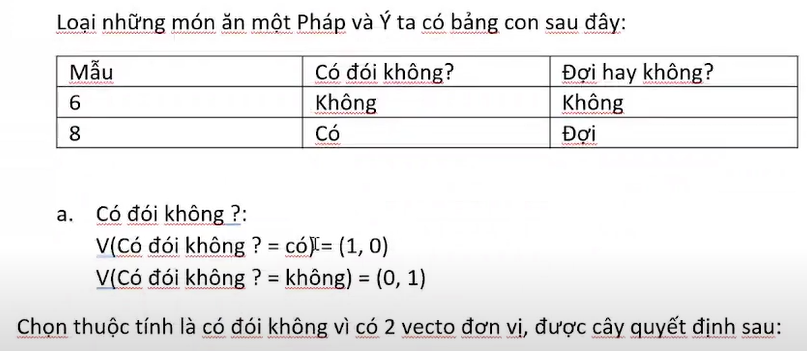 Loại những món ăn một Pháp và Ý ta có bảng con sau đây:
Mẫu Có đói không? Đợi hay không?
6 Không Không
8 Có Đợi
a. Có đói không ?:
V(Có đói không ? = có) = (1, 0)
V(Có đói không ? = không) = (0, 1)
Chọn thuộc tính là có đói không vì có 2 vecto đơn vị, được cây quyết định sau: